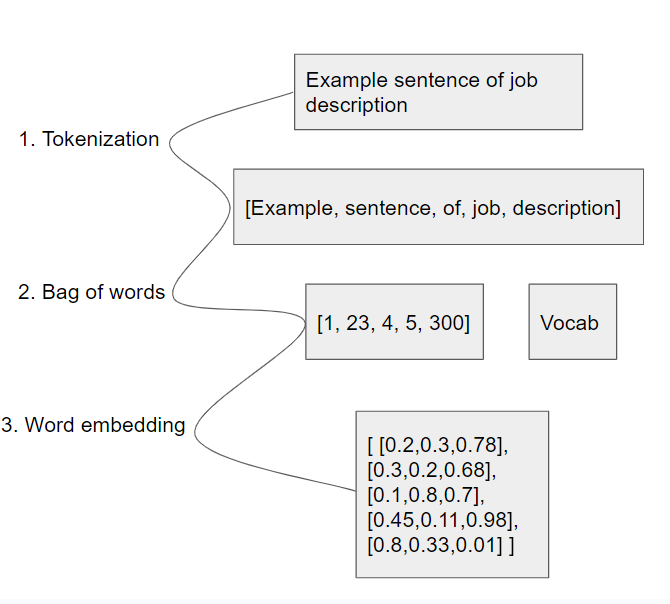 Example sentence of job
description
1. Tokenization
[Example, sentence, of, job, description]
2. Bag of words
[1, 23, 4, 5, 300]
Vocab
3. Word embedding
[ [0.2,0.3,0.78],
[0.3,0.2,0.68],
[0.1,0.8,0.7],
[0.45,0.11,0.98],
[0.8,0.33,0.01] ]